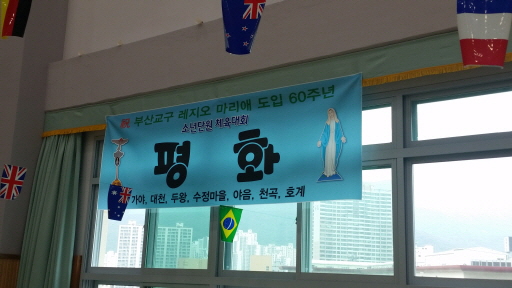 부산교구 레지오 마리애 도입 60주년
소년단원 체육대회
평 화
가야, 대천, 두왕, 수정마을, 야음, 천곡, 호계